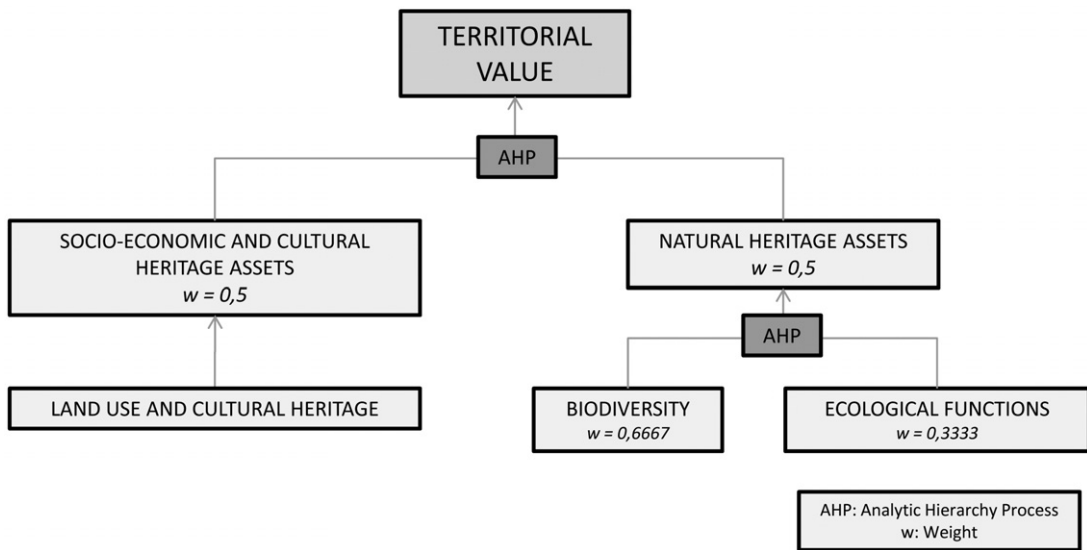 TERRITORIAL
VALUE
AHP
SOCIO-ECONOMIC AND CULTURAL
HERITAGE ASSETS
w = 0,5
NATURAL HERITAGE ASSETS
w = 0,5
AHP
LAND USE AND CULTURAL HERITAGE
BIODIVERSITY
w = 0,6667
ECOLOGICAL FUNCTIONS
w = 0,3333
AHP: Analytic Hierarchy Process
w: Weight